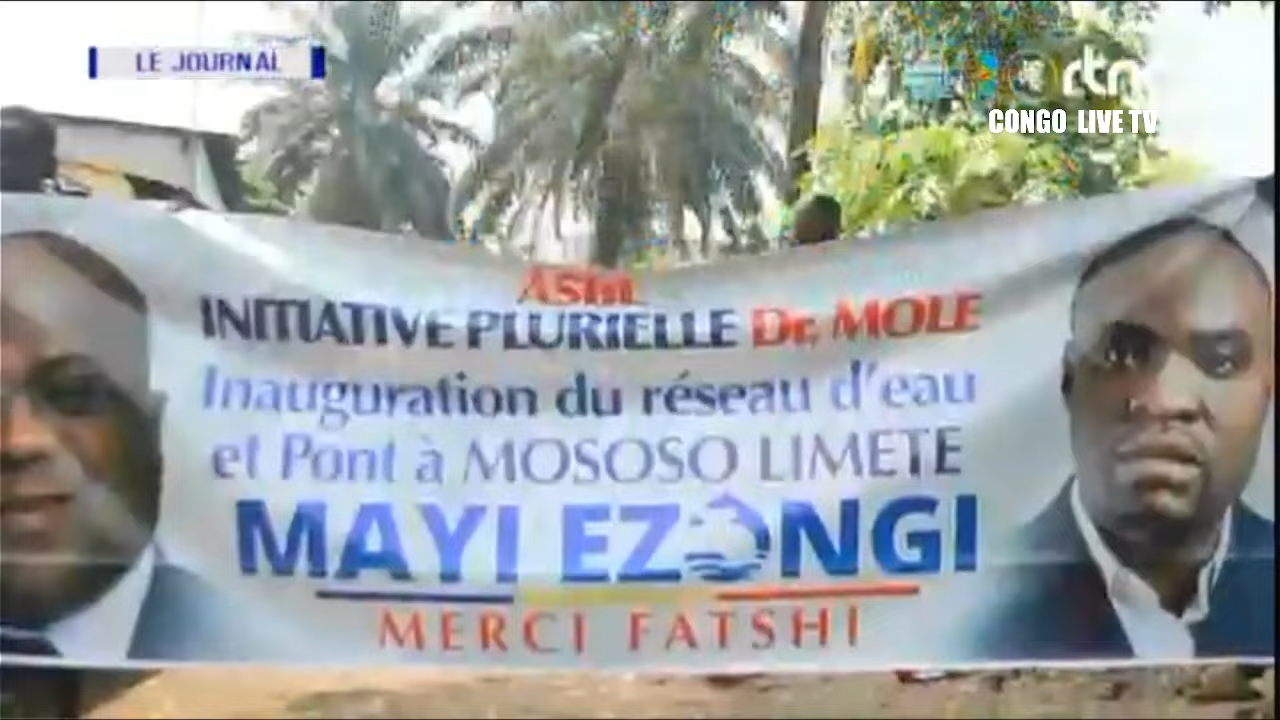 LE JOURNAL
CONGO LIVE TV
INITIATIVE PLURIELLE Dr. MOLE
Inauguration du réseau d'eau
et Pont à MOSOSO LIMETE
MAYI EZONGI
MERCI FATSHI